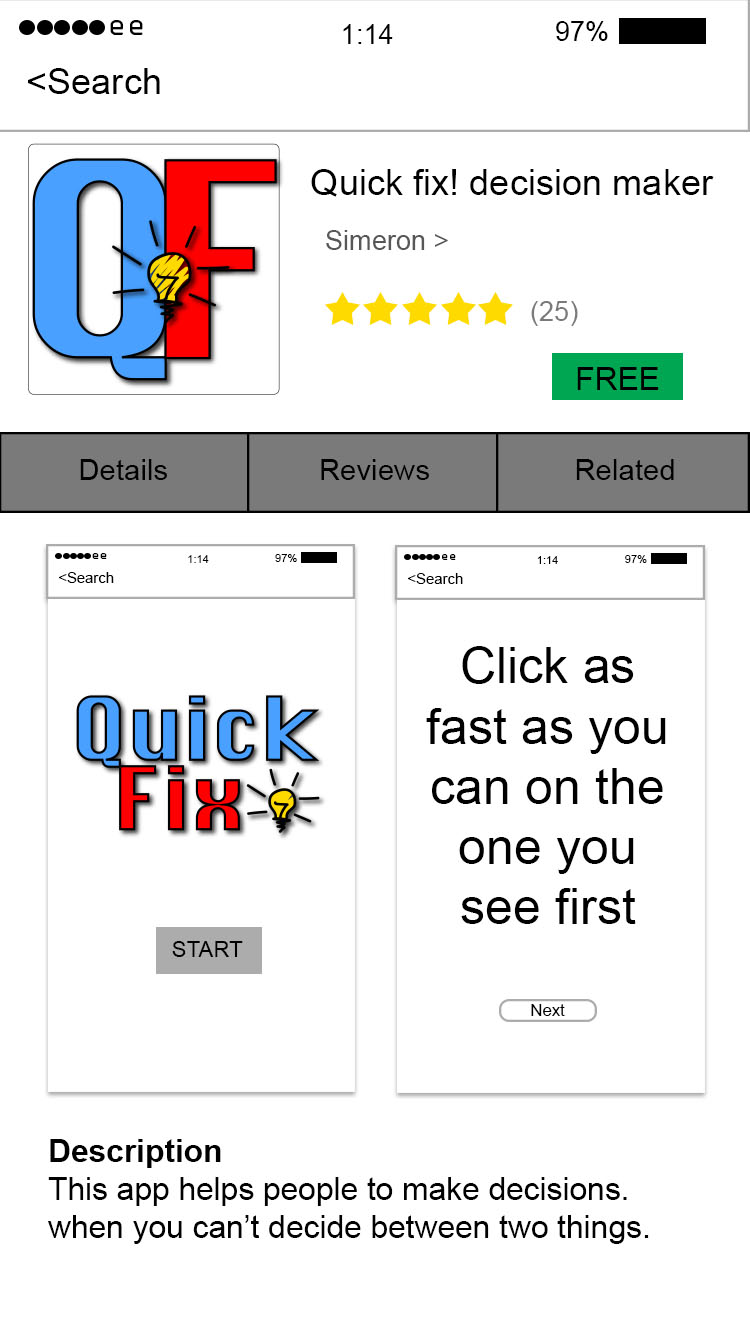 ee 1:14 97%
<Search
QF
Quick fix! decision maker
Simeron >
(25)
FREE
Details Reviews Related
ee 1:14 97%
<Search
Quick
Fix
START
ee 1:14 97%
<Search
Click as
fast as you
can on the
one you
see first
Next
Description
This app helps people to make decisions.
when you can’t decide between two things.